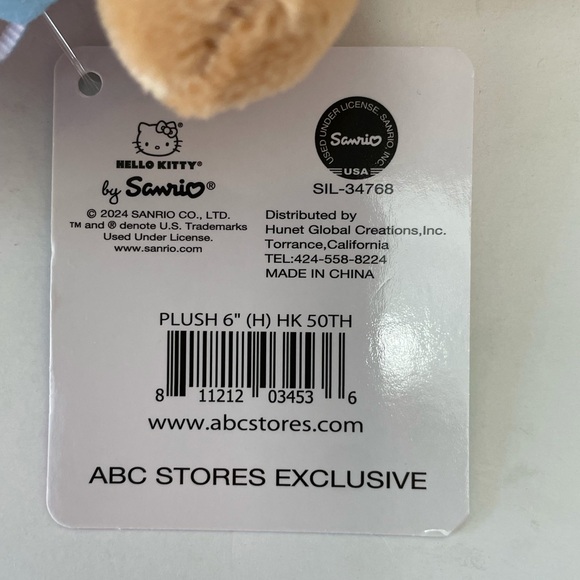 HELLO KITTY®
by Sanrio®
© 2024 SANRIO CO., LTD.
™ and ® denote U.S. Trademarks
Used Under License.
www.sanrio.com
USED UNDER LICENSE, SANRIO, INC.
Sanrio
USA
SIL-34768
Distributed by
Hunet Global Creations,Inc.
Torrance,California
TEL:424-558-8224
MADE IN CHINA
PLUSH 6" (H) HK 50TH
8 11212 03453 6
www.abcstores.com
ABC STORES EXCLUSIVE